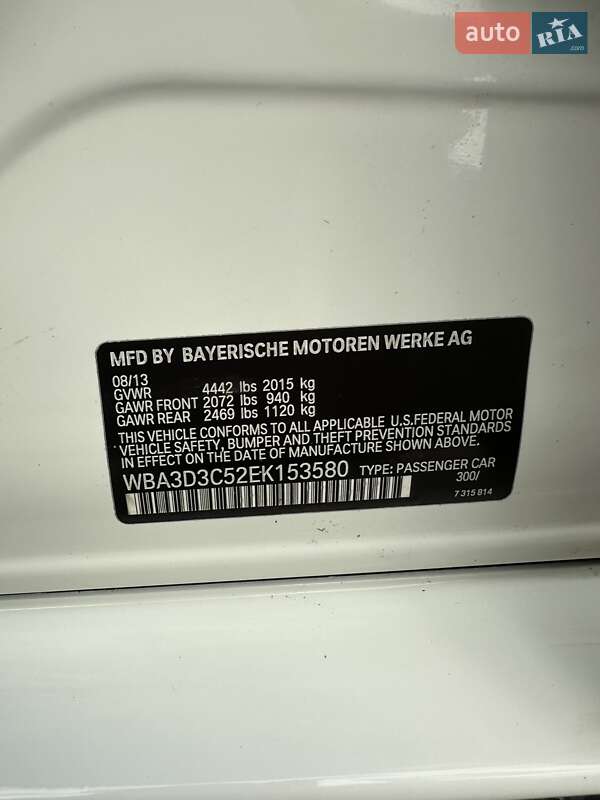 auto RIA
.com
MFD BY BAYERISCHE MOTOREN WERKE AG
08/13
GVWR 4442 lbs 2015 kg
GAWR FRONT 2072 lbs 940 kg
GAWR REAR 2469 lbs 1120 kg
THIS VEHICLE CONFORMS TO ALL APPLICABLE U.S.FEDERAL MOTOR
VEHICLE SAFETY, BUMPER AND THEFT PREVENTION STANDARDS
IN EFFECT ON THE DATE OF MANUFACTURE SHOWN ABOVE.
WBA3D3C52EK153580 TYPE: PASSENGER CAR
300/
7 315 814